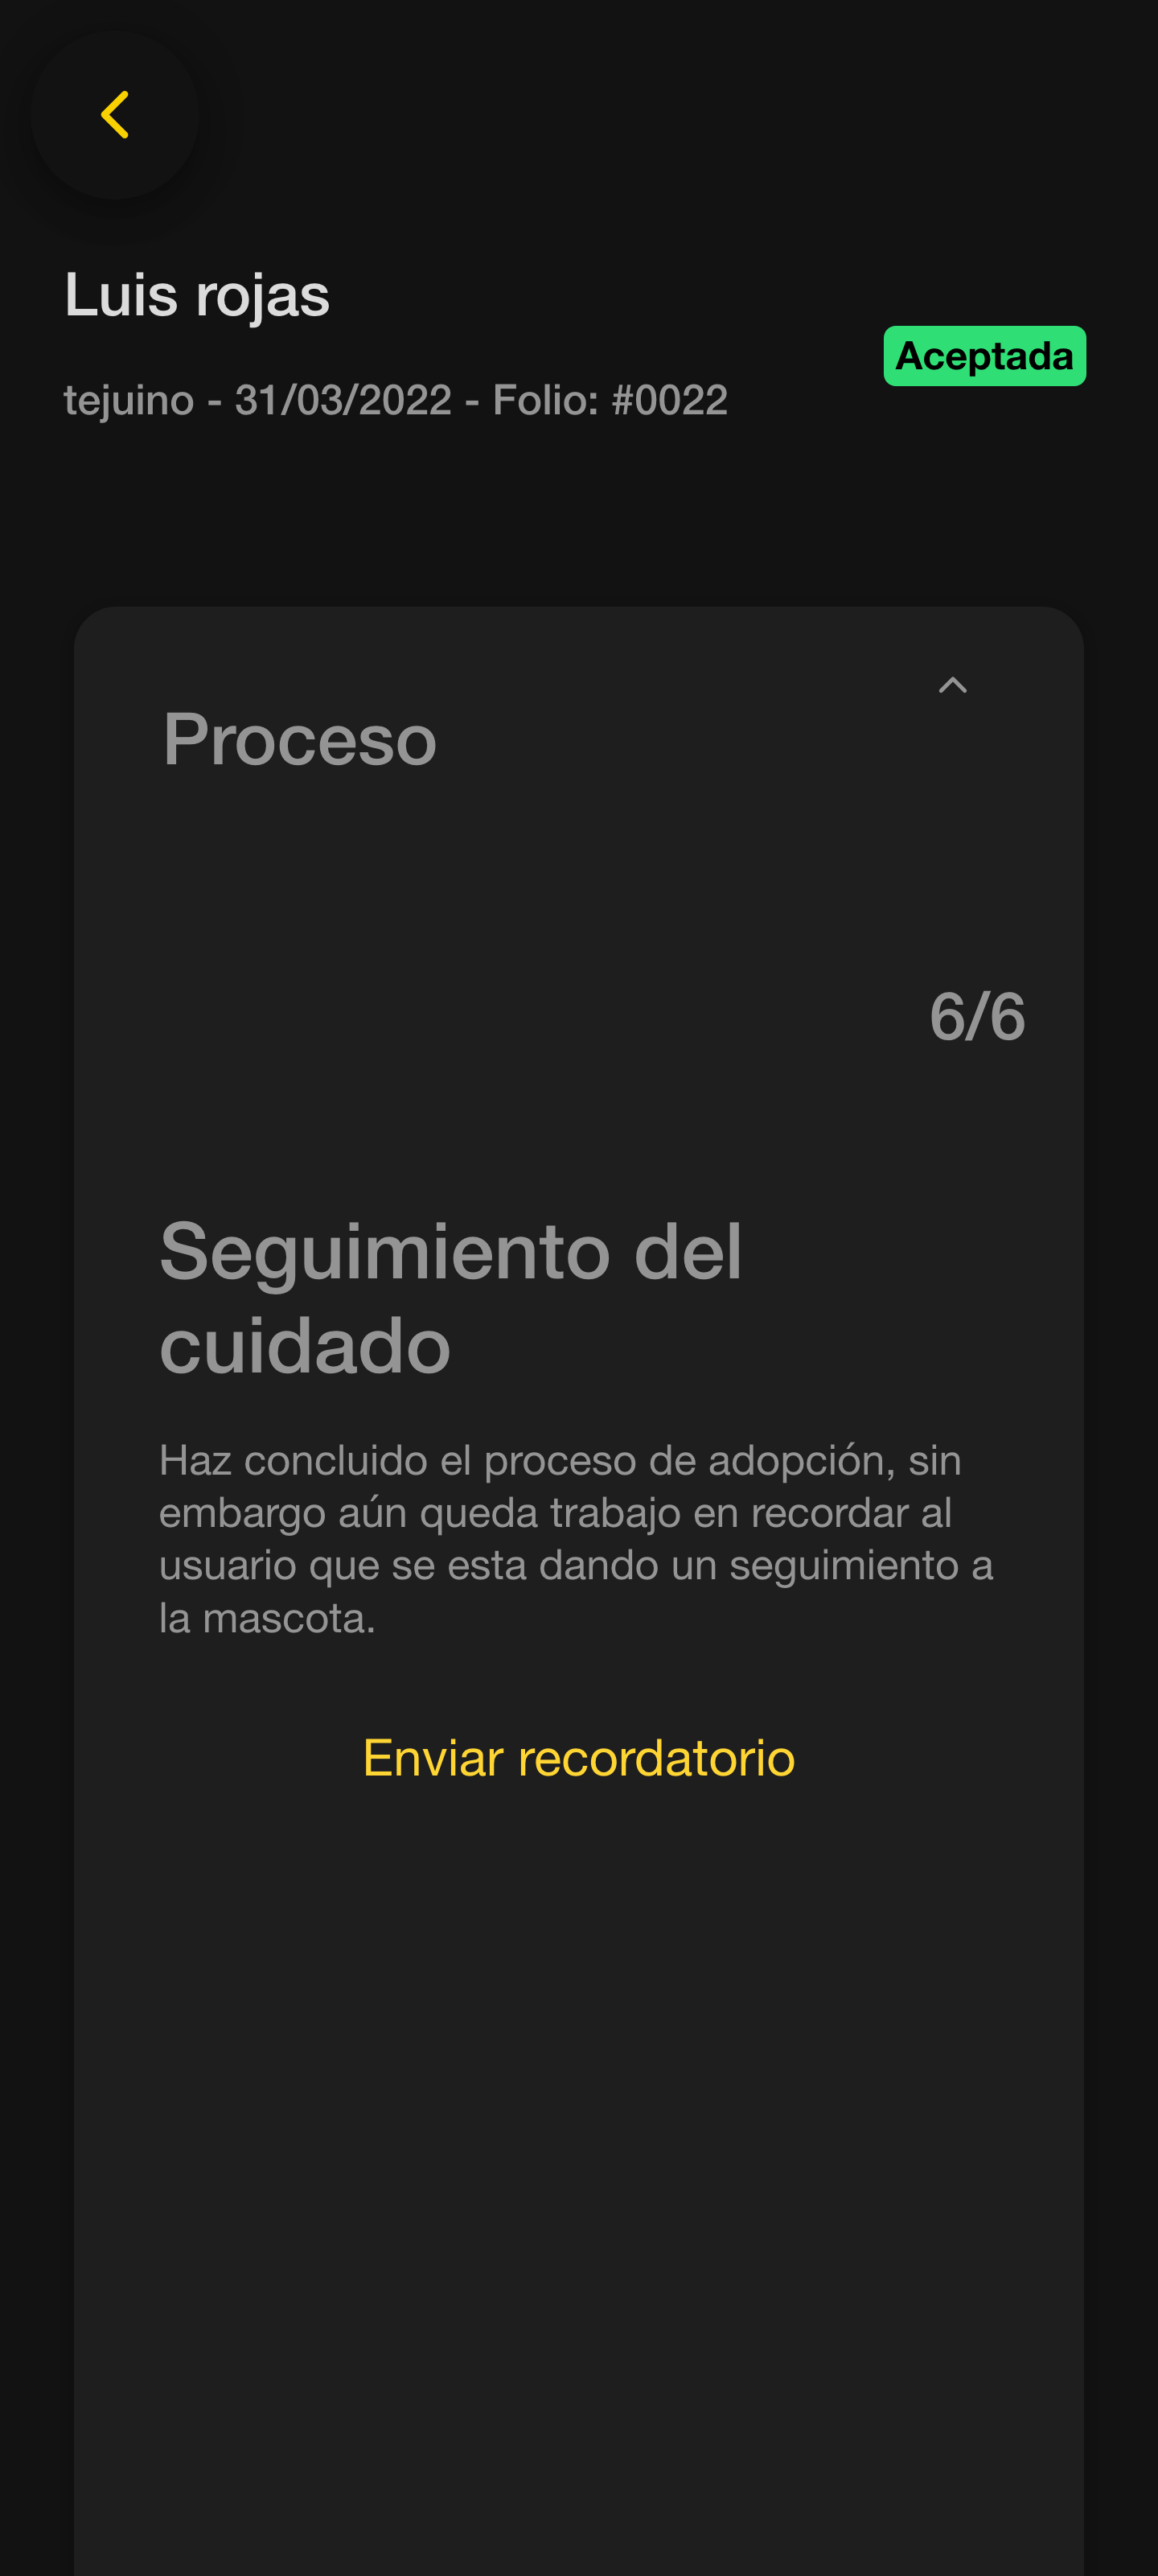 Luis rojas
Aceptada
tejuino - 31/03/2022 - Folio: #0022
Proceso
6/6
Seguimiento del
cuidado
Haz concluido el proceso de adopción, sin
embargo aún queda trabajo en recordar al
usuario que se esta dando un seguimiento a
la mascota.
Enviar recordatorio